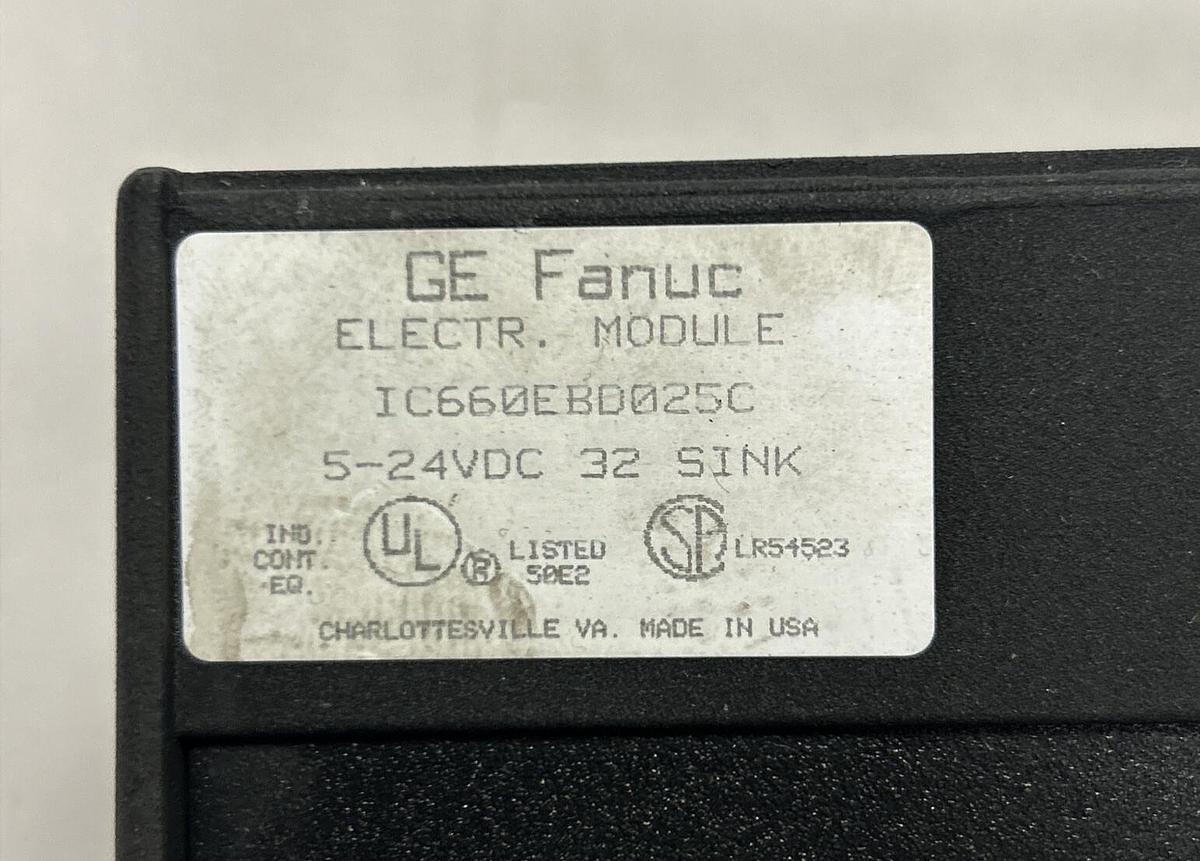 GE Fanuc
ELECTR. MODULE
IC660EBD025C
5-24VDC 32 SINK
IND.
CONT.
EQ.
UL ®
LISTED
50E2
SA LR54523
CHARLOTTESVILLE VA. MADE IN USA